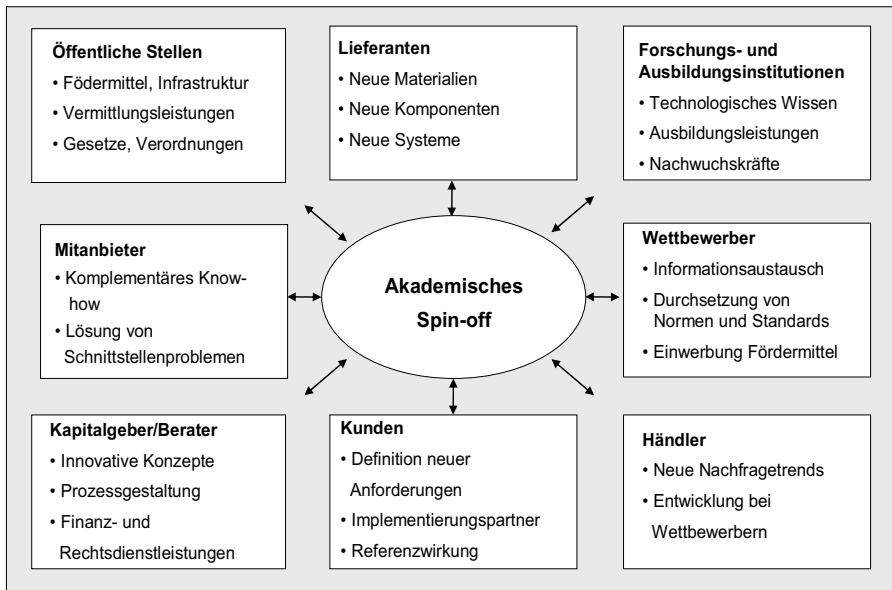 Öffentliche Stellen
• Födermittel, Infrastruktur
• Vermittlungsleistungen
• Gesetze, Verordnungen
Lieferanten
• Neue Materialien
• Neue Komponenten
• Neue Systeme
Forschungs- und
Ausbildungsinstitutionen
• Technologisches Wissen
• Ausbildungsleistungen
• Nachwuchskräfte
Mitanbieter
• Komplementäres Know-
how
• Lösung von
Schnittstellenproblemen
Akademisches
Spin-off
Wettbewerber
• Informationsaustausch
• Durchsetzung von
Normen und Standards
• Einwerbung Fördermittel
Kapitalgeber/Berater
• Innovative Konzepte
• Prozessgestaltung
• Finanz- und
Rechtsdienstleistungen
Kunden
• Definition neuer
Anforderungen
• Implementierungspartner
• Referenzwirkung
Händler
• Neue Nachfragetrends
• Entwicklung bei
Wettbewerbern